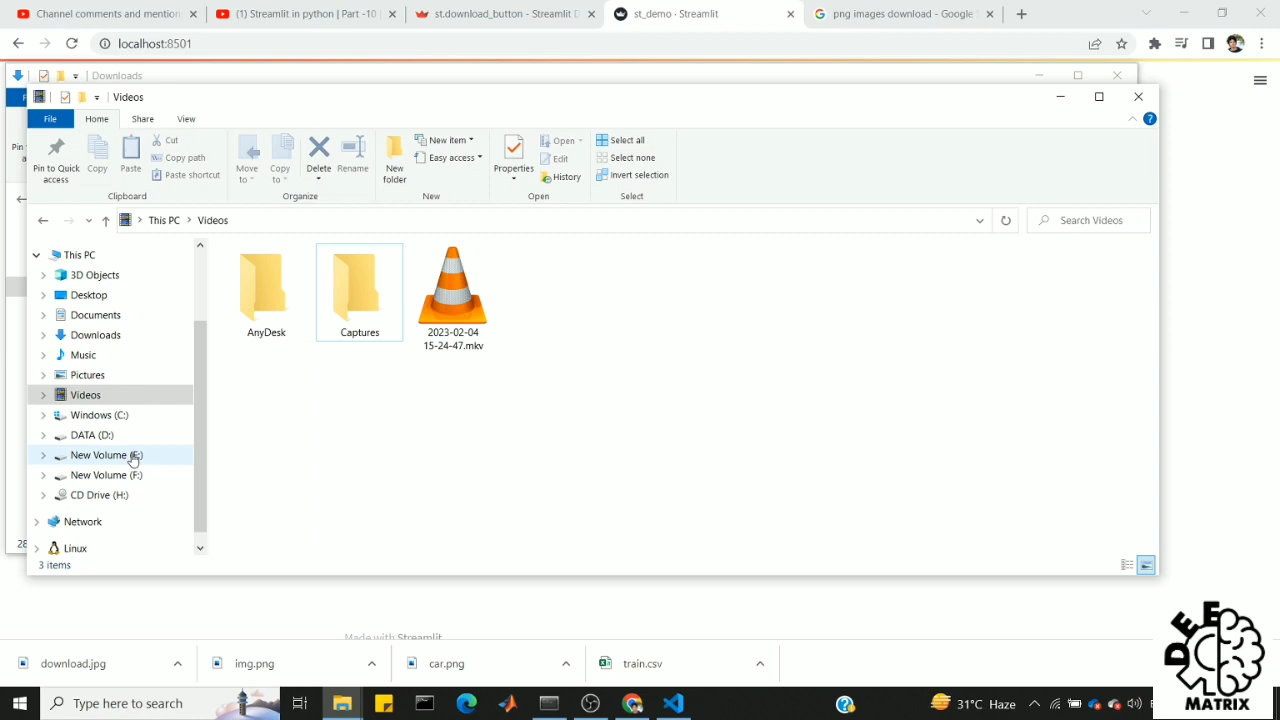 Channel comments and mention
(1) Streamlit in python | Part -10 |
st.download_button - Streamlit D
st_demo · Streamlit
png images download - Google S
localhost:8501
Downloads
Videos
File
Home
Share
View
Pin to Quick access
Copy
Paste
Cut
Copy path
Paste shortcut
Clipboard
Move to
Copy to
Delete
Rename
Organize
New folder
New item
Easy access
New
Properties
Open
Edit
History
Open
Select all
Select none
Invert selection
Select
This PC > Videos
Search Videos
This PC
3D Objects
Desktop
Documents
Downloads
Music
Pictures
Videos
Windows (C:)
DATA (D:)
New Volume (E:)
New Volume (F:)
CD Drive (H:)
Network
Linux
AnyDesk
Captures
2023-02-04
15-24-47.mkv
3 items
28
Made with Streamlit
download.jpg
img.png
car.png
train.csv
Type here to search
31°C Haze
DEE
MATRIX